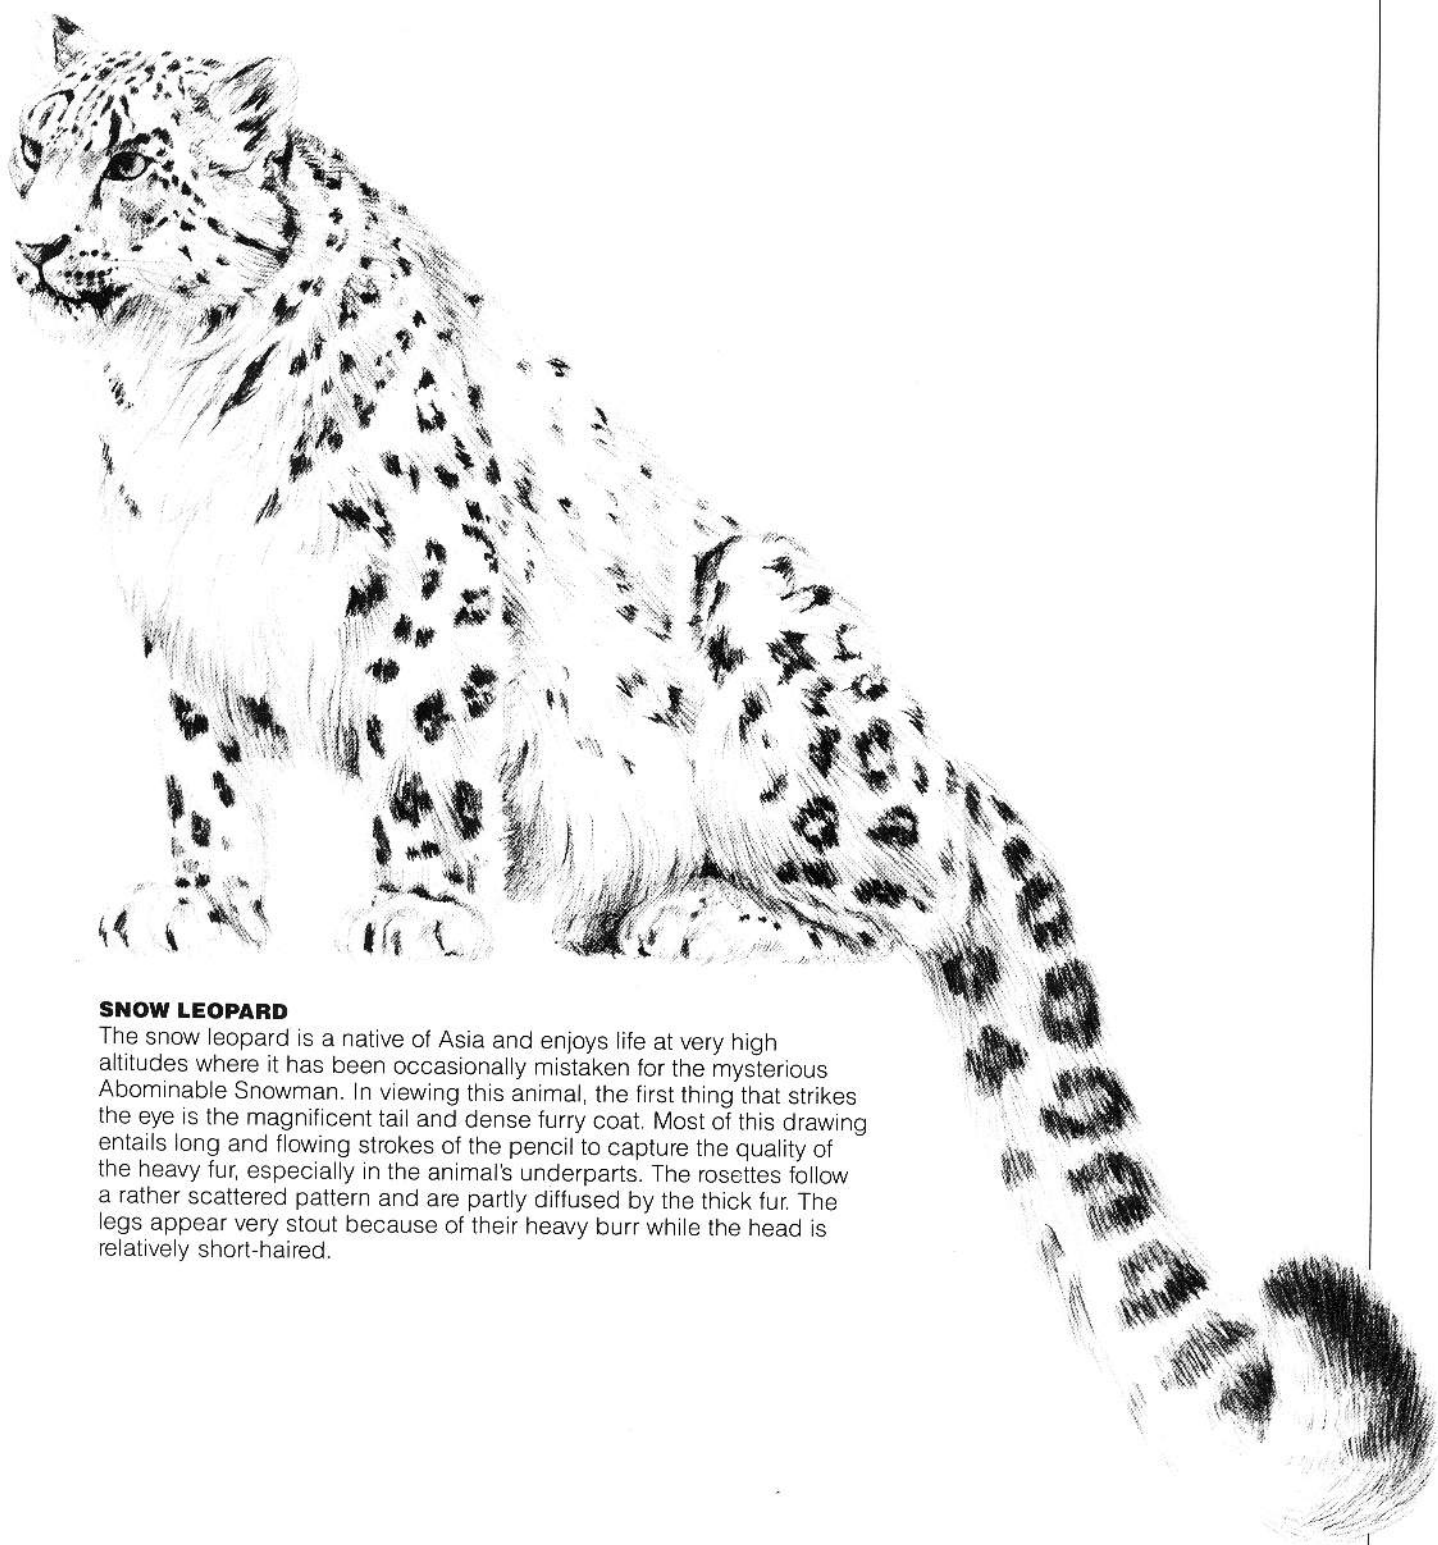 SNOW LEOPARD
The snow leopard is a native of Asia and enjoys life at very high
altitudes where it has been occasionally mistaken for the mysterious
Abominable Snowman. In viewing this animal, the first thing that strikes
the eye is the magnificent tail and dense furry coat. Most of this drawing
entails long and flowing strokes of the pencil to capture the quality of
the heavy fur, especially in the animal's underparts. The rosettes follow
a rather scattered pattern and are partly diffused by the thick fur. The
legs appear very stout because of their heavy burr while the head is
relatively short-haired.